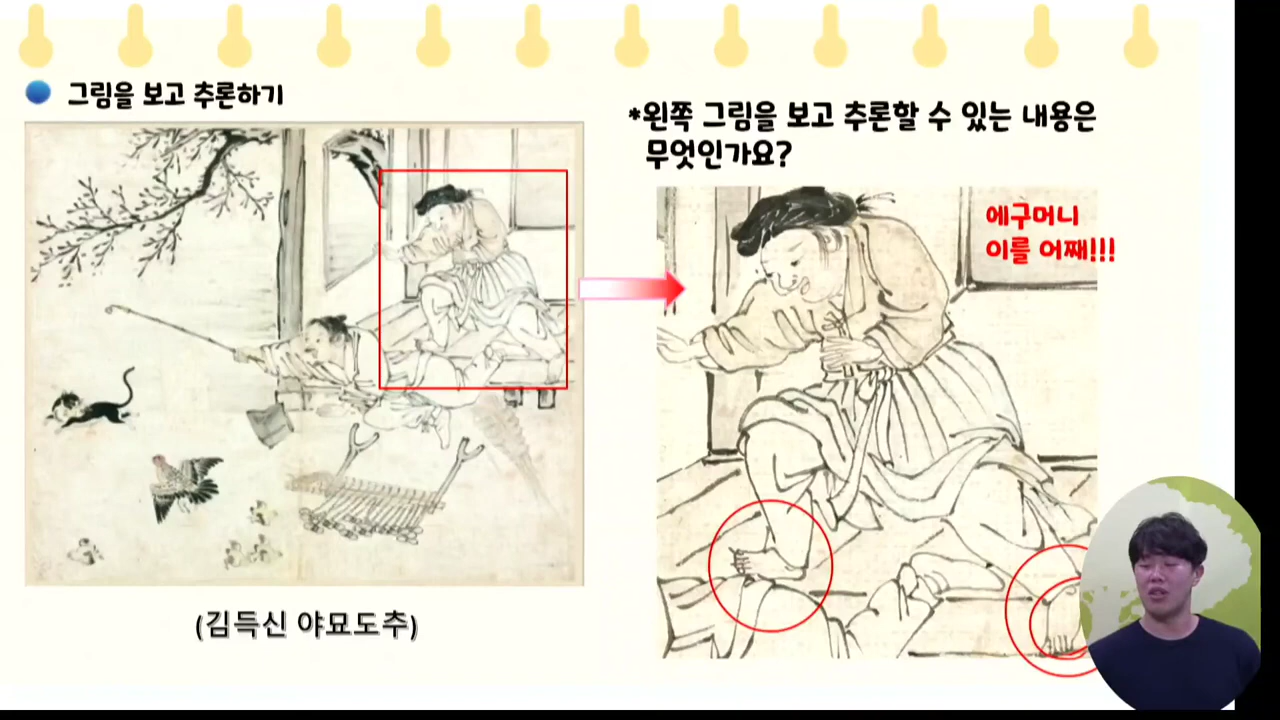 그림을 보고 추론하기
*왼쪽 그림을 보고 추론할 수 있는 내용은
무엇인가요?
에구머니
이를 어째!!!
(김득신 야묘도추)